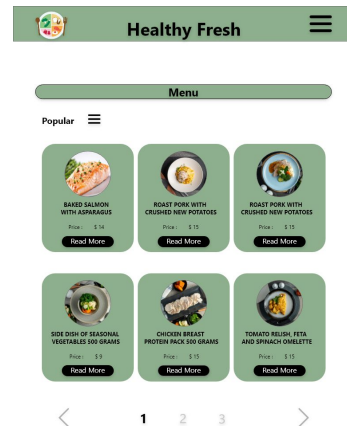 Healthy Fresh
Menu
Popular
BAKED SALMON
WITH ASPARAGUS
Price : $ 14
Read More
ROAST PORK WITH
CRUSHED NEW POTATOES
Price : $ 15
Read More
ROAST PORK WITH
CRUSHED NEW POTATOES
Price : $ 15
Read More
SIDE DISH OF SEASONAL
VEGETABLES 500 GRAMS
Price : $ 9
Read More
CHICKEN BREAST
PROTEIN PACK 500 GRAMS
Price : $ 15
Read More
TOMATO RELISH, FETA
AND SPINACH OMELETTE
Price : $ 15
Read More
1 2 3